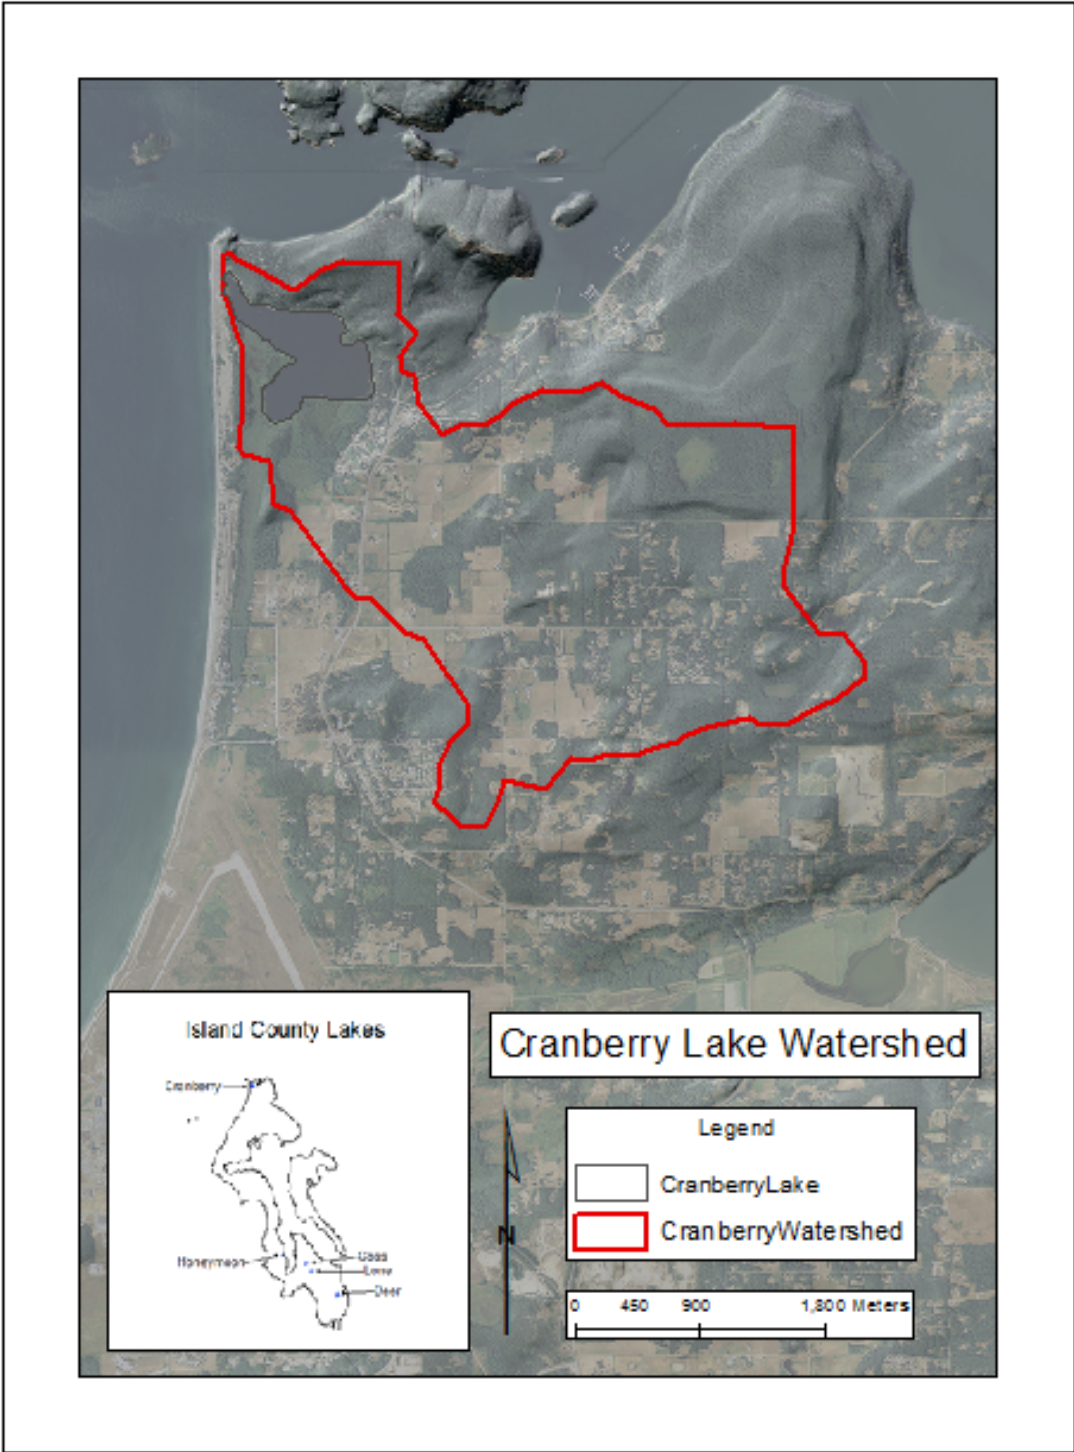 Island County Lakes
Cranberry
Honeymoon
Goss
Lone
Deer
Cranberry Lake Watershed
Legend
CranberryLake
CranberryWatershed
N
0 450 900 1,800 Meters